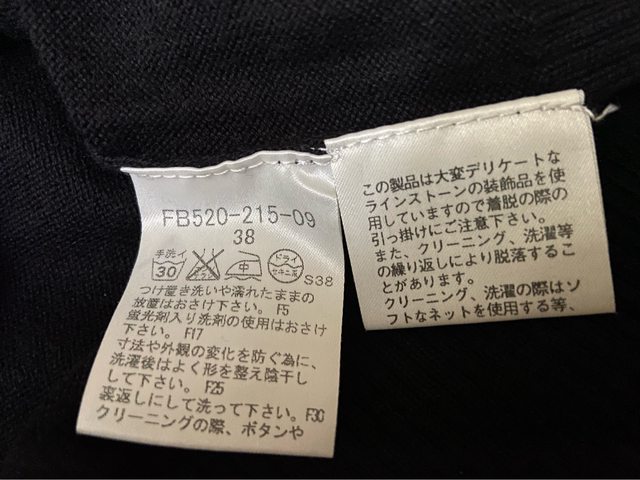 FB520-215-09
38
手洗イ
30
中
ドライ
セキユ系
S38
つけ置き洗いや濡れたままの
放置はおさけ下さい。F5
蛍光剤入り洗剤の使用はおさけ
下さい。F17
寸法や外観の変化を防ぐ為に、
洗濯後はよく形を整え陰干し
して下さい。F25
裏返しにして洗って下さい。F30
クリーニングの際、ボタンや
この製品は大変デリケートな
ラインストーンの装飾品を使
用していますので着脱の際の
引っ掛けにご注意下さい。
また、クリーニング、洗濯等
の繰り返しにより脱落するこ
とがあります。
クリーニング、洗濯の際はソ
フトなネットを使用する等、